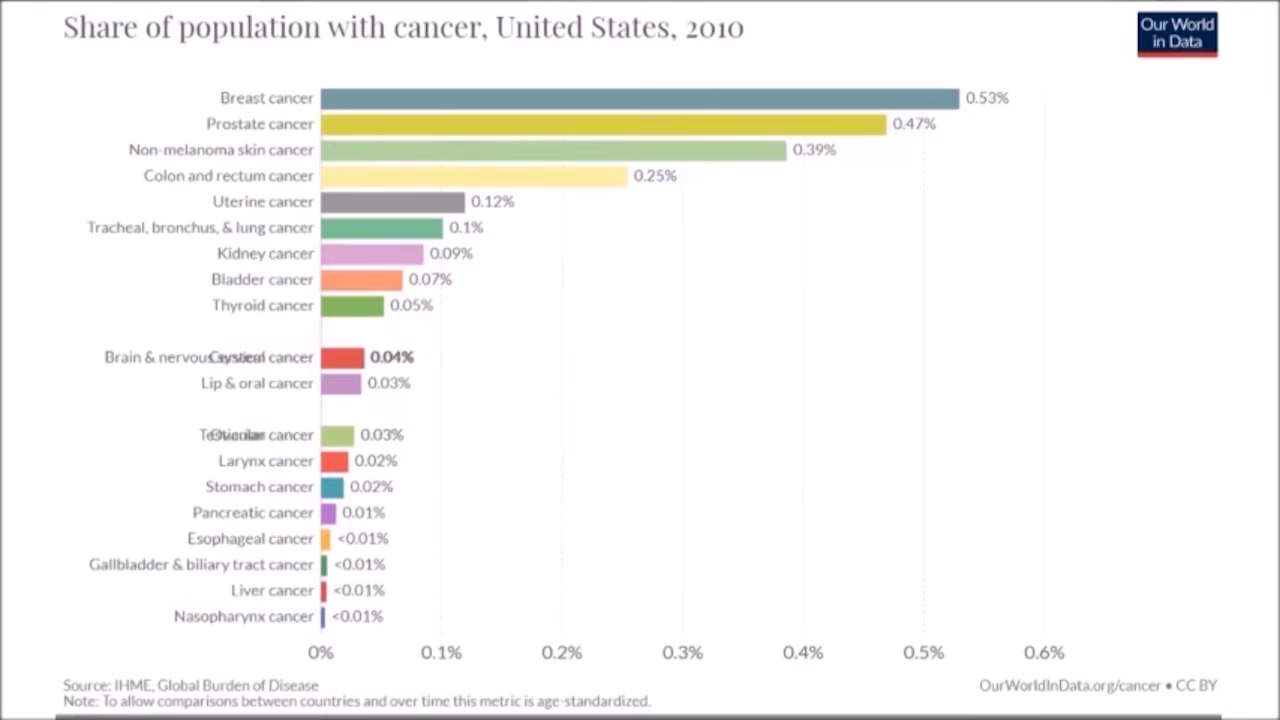 Share of population with cancer, United States, 2010
Our World
in Data
Breast cancer 0.53%
Prostate cancer 0.47%
Non-melanoma skin cancer 0.39%
Colon and rectum cancer 0.25%
Uterine cancer 0.12%
Tracheal, bronchus, & lung cancer 0.1%
Kidney cancer 0.09%
Bladder cancer 0.07%
Thyroid cancer 0.05%
Brain & nervous cancer 0.04%
Lip & oral cancer 0.03%
cancer 0.03%
Larynx cancer 0.02%
Stomach cancer 0.02%
Pancreatic cancer 0.01%
Esophageal cancer <0.01%
Gallbladder & biliary tract cancer <0.01%
Liver cancer <0.01%
Nasopharynx cancer <0.01%
0% 0.1% 0.2% 0.3% 0.4% 0.5% 0.6%
Source: IHME, Global Burden of Disease
Note: To allow comparisons between countries and over time this metric is age-standardized.
OurWorldInData.org/cancer • CC BY